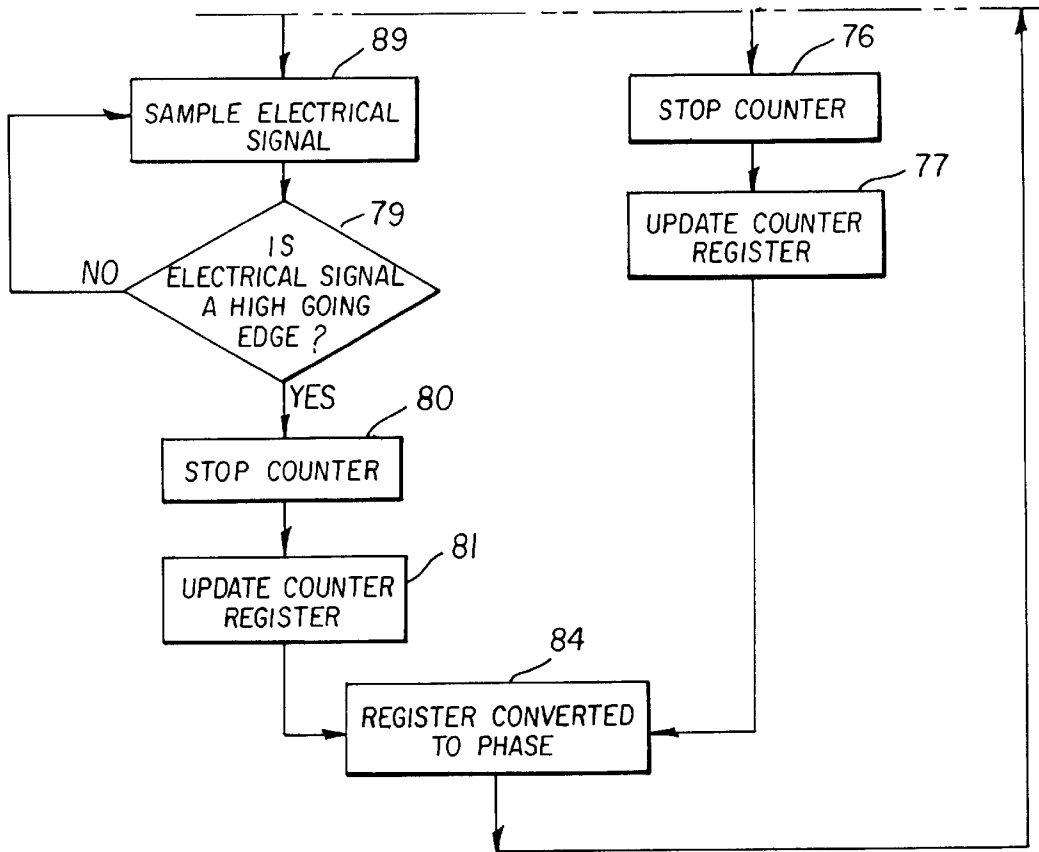 89
SAMPLE ELECTRICAL
SIGNAL
79
IS
ELECTRICAL SIGNAL
A HIGH GOING
EDGE ?
NO
YES
80
STOP COUNTER
81
UPDATE COUNTER
REGISTER
76
STOP COUNTER
77
UPDATE COUNTER
REGISTER
84
REGISTER CONVERTED
TO PHASE